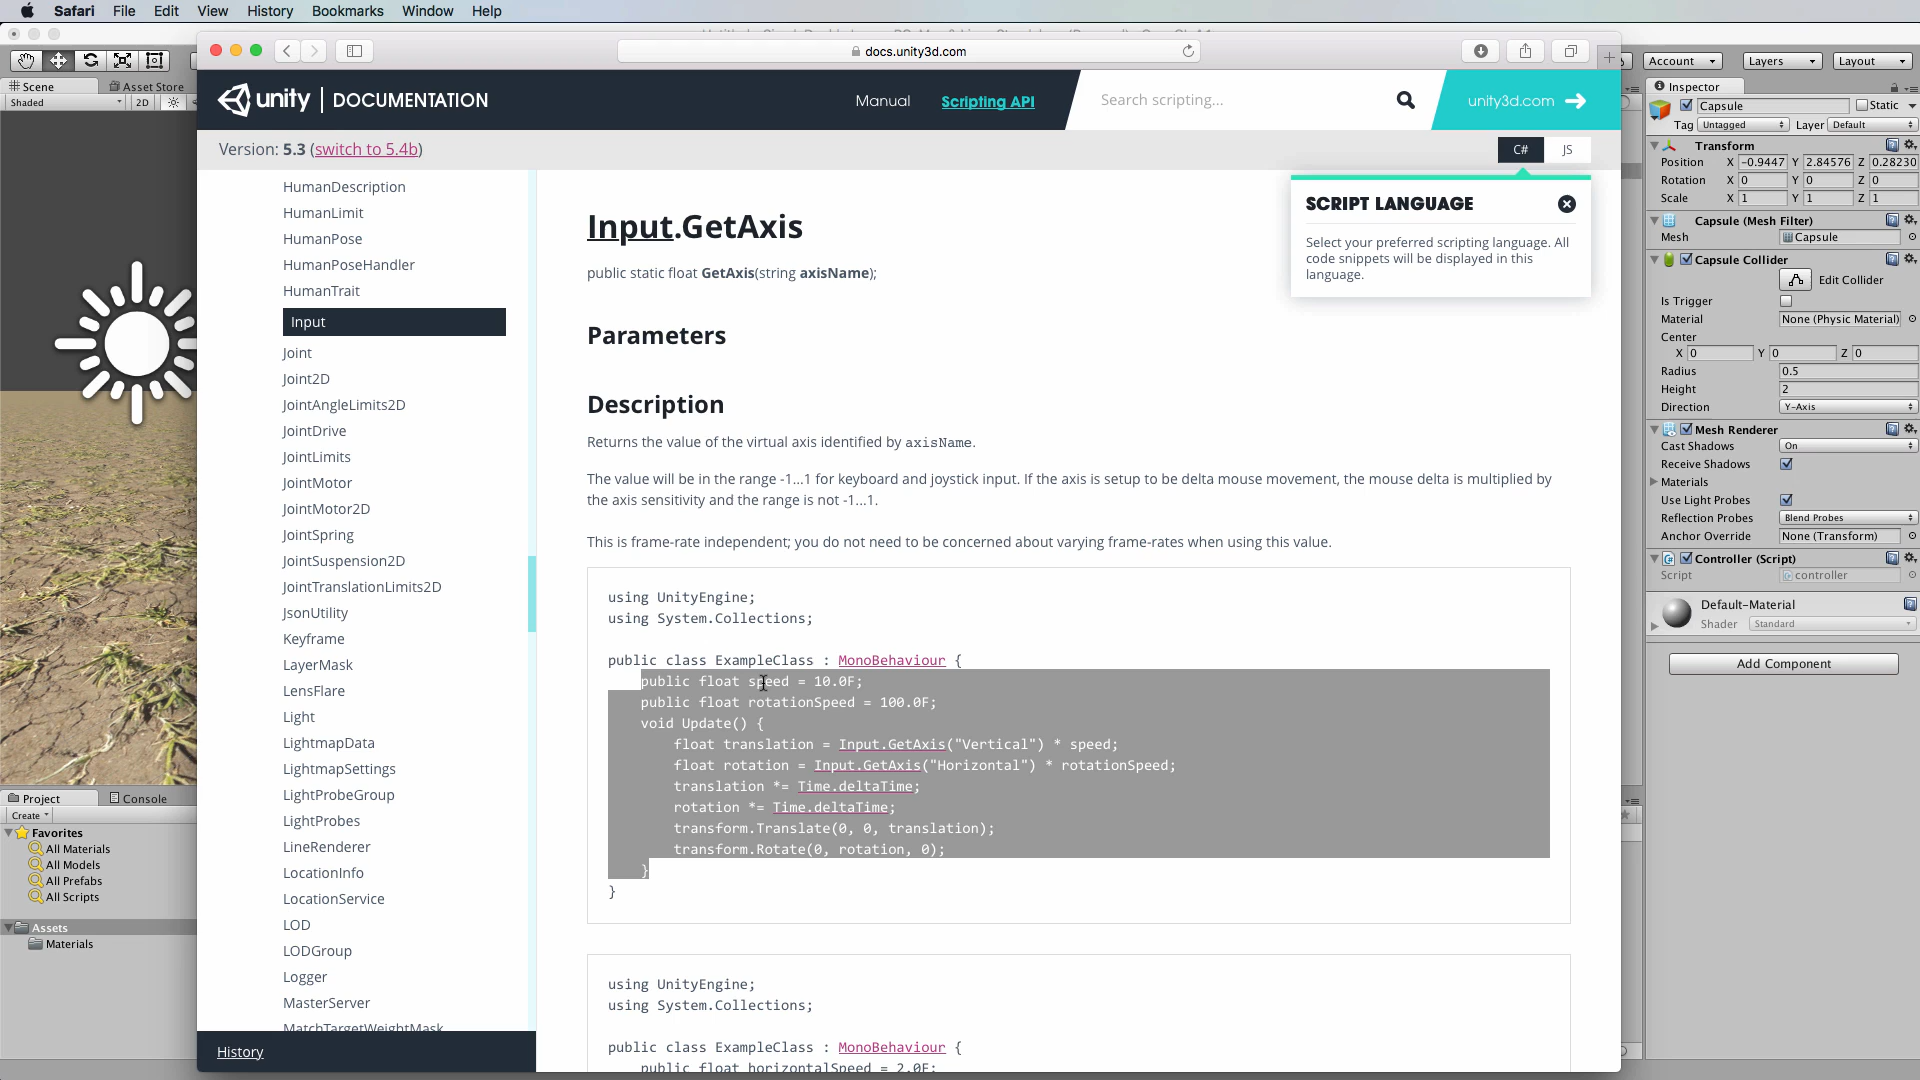 Safari File Edit View History Bookmarks Window Help
docs.unity3d.com
Account Layers Layout
Scene Asset Store
Shaded 2D
unity | DOCUMENTATION
Manual Scripting API
Search scripting...
unity3d.com
Version: 5.3 (switch to 5.4b)
C# JS
SCRIPT LANGUAGE
Select your preferred scripting language. All
code snippets will be displayed in this
language.
HumanDescription
HumanLimit
HumanPose
HumanPoseHandler
HumanTrait
Input
Joint
Joint2D
JointAngleLimits2D
JointDrive
JointLimits
JointMotor
JointMotor2D
JointSpring
JointSuspension2D
JointTranslationLimits2D
JsonUtility
Keyframe
LayerMask
LensFlare
Light
LightmapData
LightmapSettings
LightProbeGroup
LightProbes
LineRenderer
LocationInfo
LocationService
LOD
LODGroup
Logger
MasterServer
MatchTargetWeightMask
History
Input.GetAxis
public static float GetAxis(string axisName);
Parameters
Description
Returns the value of the virtual axis identified by axisName.
The value will be in the range -1...1 for keyboard and joystick input. If the axis is setup to be delta mouse movement, the mouse delta is multiplied by
the axis sensitivity and the range is not -1...1.
This is frame-rate independent; you do not need to be concerned about varying frame-rates when using this value.
using UnityEngine;
using System.Collections;
public class ExampleClass : MonoBehaviour {
public float speed = 10.0F;
public float rotationSpeed = 100.0F;
void Update() {
float translation = Input.GetAxis("Vertical") * speed;
float rotation = Input.GetAxis("Horizontal") * rotationSpeed;
translation *= Time.deltaTime;
rotation *= Time.deltaTime;
transform.Translate(0, 0, translation);
transform.Rotate(0, rotation, 0);
}
}
using UnityEngine;
using System.Collections;
public class ExampleClass : MonoBehaviour {
public float horizontalSpeed = 2.0F;
Project Console
Create
Favorites
All Materials
All Models
All Prefabs
All Scripts
Assets
Materials
Inspector
Capsule Static
Tag Untagged Layer Default
Transform
Position X -0.9447 Y 2.84576 Z 0.28230
Rotation X 0 Y 0 Z 0
Scale X 1 Y 1 Z 1
Capsule (Mesh Filter)
Mesh Capsule
Capsule Collider
Edit Collider
Is Trigger
Material None (Physic Material)
Center
X 0 Y 0 Z 0
Radius 0.5
Height 2
Direction Y-Axis
Mesh Renderer
Cast Shadows On
Receive Shadows
Materials
Use Light Probes
Reflection Probes Blend Probes
Anchor Override None (Transform)
Controller (Script)
Script controller
Default-Material
Shader Standard
Add Component